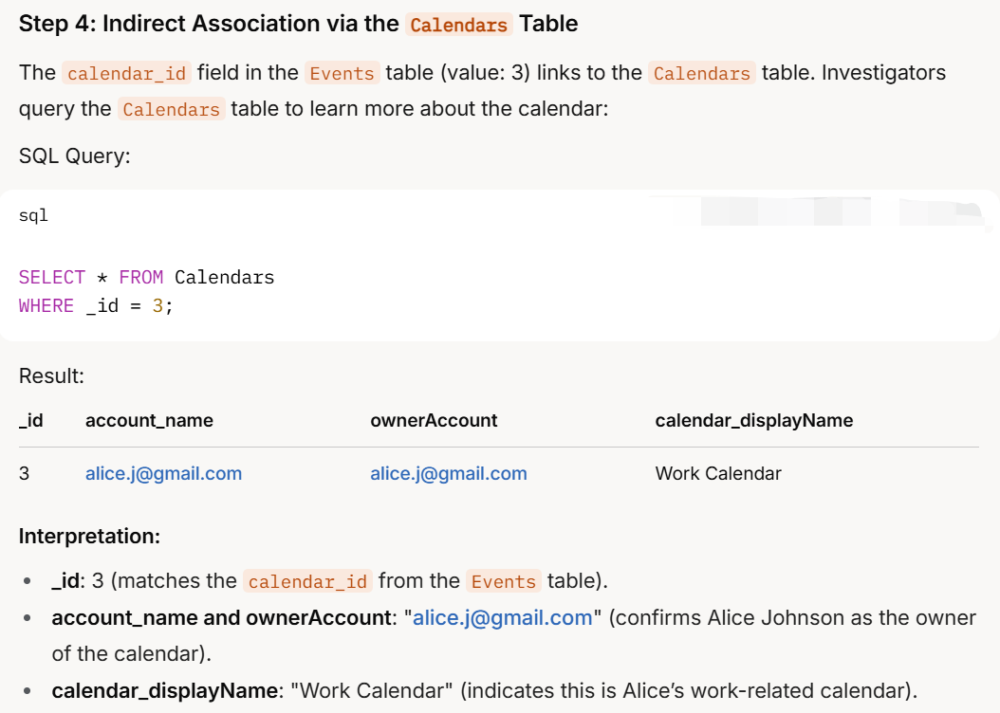 Step 4: Indirect Association via the Calendars Table
The calendar_id field in the Events table (value: 3) links to the Calendars table. Investigators
query the Calendars table to learn more about the calendar:
SQL Query:
sql
SELECT * FROM Calendars
WHERE _id = 3;
Result:
_id account_name ownerAccount calendar_displayName
3 alice.j@gmail.com alice.j@gmail.com Work Calendar
Interpretation:
• _id: 3 (matches the calendar_id from the Events table).
• account_name and ownerAccount: "alice.j@gmail.com" (confirms Alice Johnson as the owner
of the calendar).
• calendar_displayName: "Work Calendar" (indicates this is Alice’s work-related calendar).